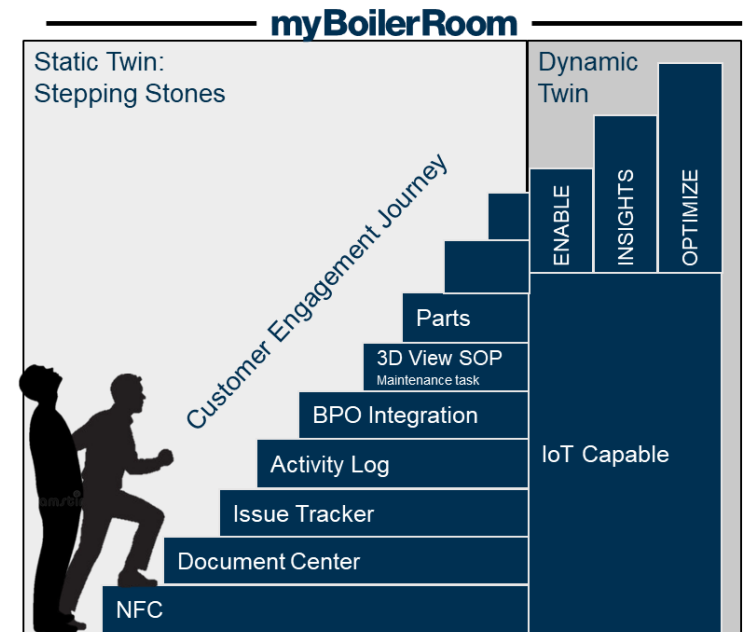 myBoilerRoom
Static Twin:
Stepping Stones
Dynamic
Twin
Customer Engagement Journey
ENABLE
INSIGHTS
OPTIMIZE
Parts
3D View SOP
Maintenance task
BPO Integration
Activity Log
IoT Capable
Issue Tracker
Document Center
NFC